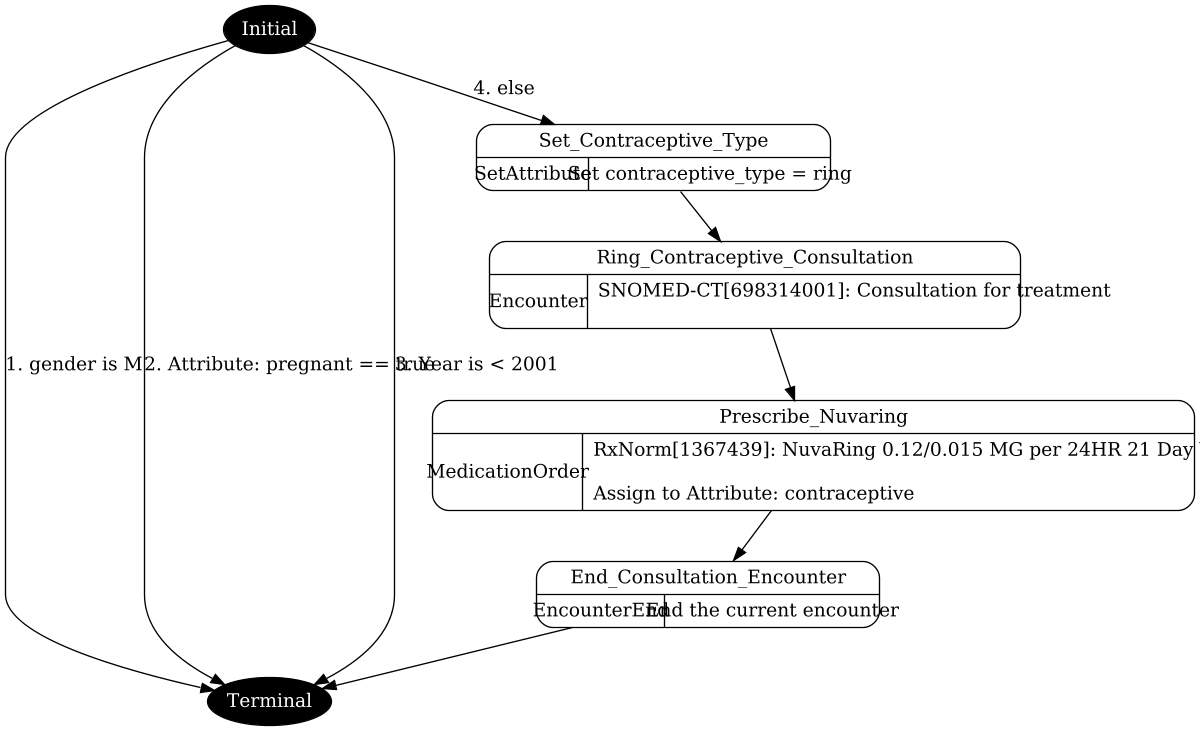 Initial
4. else
Set_Contraceptive_Type
SetAttribute
Set contraceptive_type = ring
Ring_Contraceptive_Consultation
Encounter
SNOMED-CT[698314001]: Consultation for treatment
1. gender is M
2. Attribute: pregnant == true
3. Year is < 2001
Prescribe_Nuvaring
MedicationOrder
RxNorm[1367439]: NuvaRing 0.12/0.015 MG per 24HR 21 Day
Assign to Attribute: contraceptive
End_Consultation_Encounter
EncounterEnd
End the current encounter
Terminal